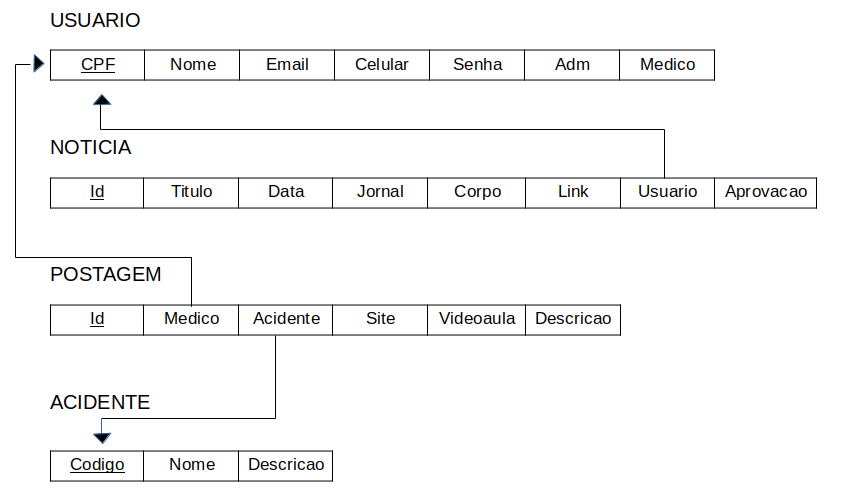 USUARIO
CPF Nome Email Celular Senha Adm Medico
NOTICIA
Id Titulo Data Jornal Corpo Link Usuario Aprovacao
POSTAGEM
Id Medico Acidente Site Videoaula Descricao
ACIDENTE
Codigo Nome Descricao